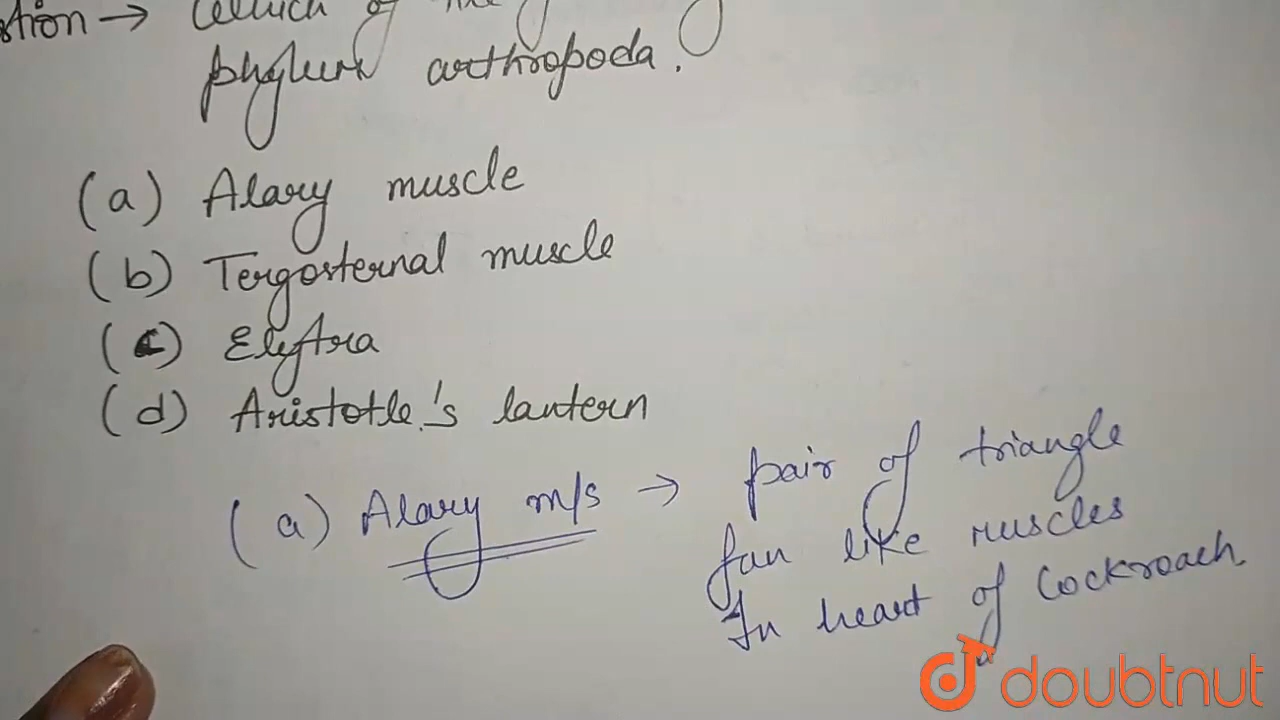 stion → Which of the
phylum arthropoda.
(a) Alary muscle
(b) Tergosternal muscle
(c) Elytra
(d) Aristotle's lantern
(a) Alary m/s → pair of triangle
fan like muscles
In heart of Cockroach.
doubtnut